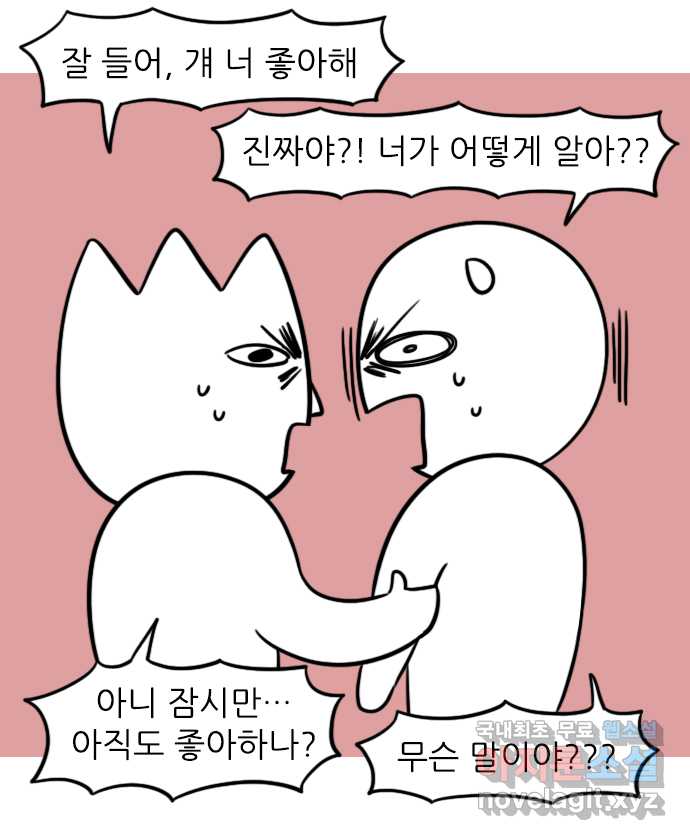 잘 들어, 걔 너 좋아해
진짜야?! 너가 어떻게 알아??
아니 잠시만…
아직도 좋아하나?
무슨 말이야???
국내최초 무료 웹소설
novelagit.xyz